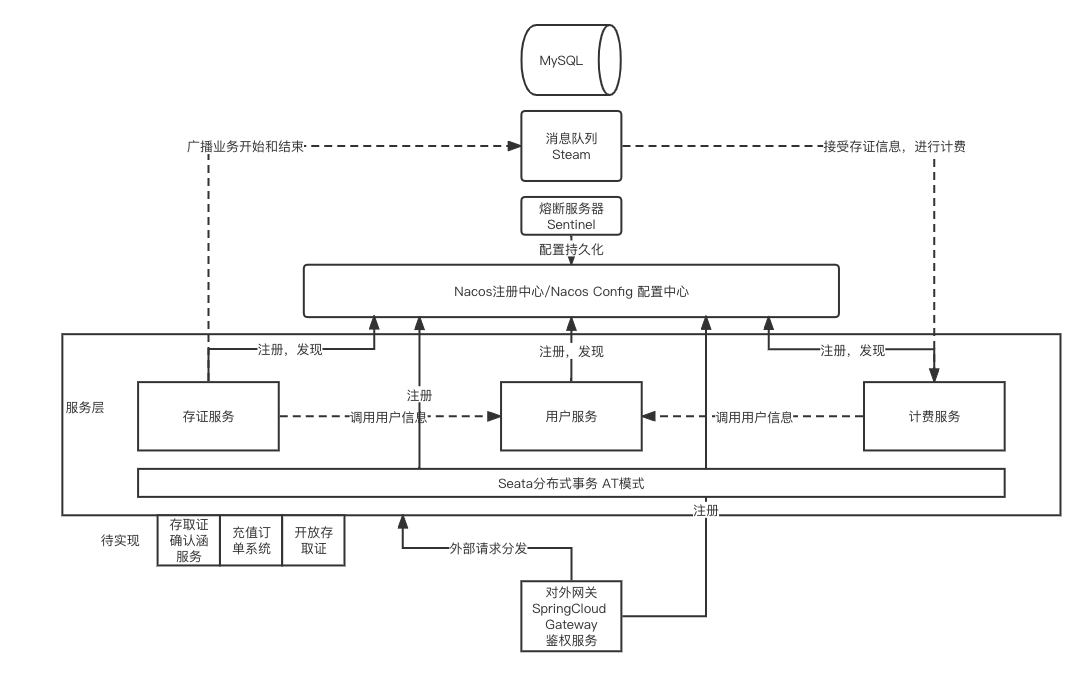 MySQL
消息队列
Steam
广播业务开始和结束
接受存证信息，进行计费
熔断服务器
Sentinel
配置持久化
Nacos注册中心/Nacos Config 配置中心
注册，发现
注册，发现
注册，发现
注册
服务层
存证服务
调用用户信息
用户服务
调用用户信息
计费服务
Seata分布式事务 AT模式
注册
待实现
存取证
确认涵
服务
充值订
单系统
开放存
取证
外部请求分发
对外网关
SpringCloud
Gateway
鉴权服务